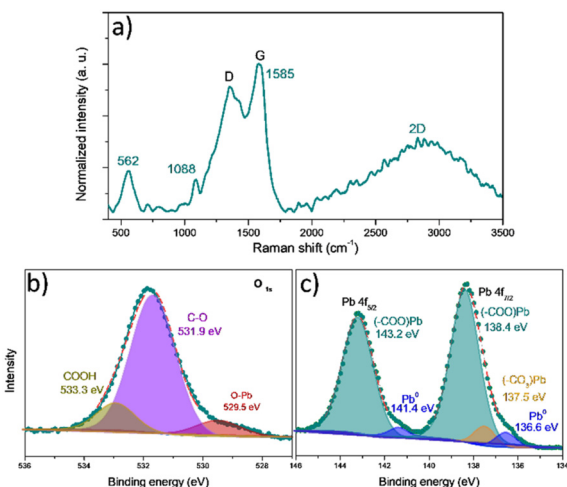 a)
Normalized intensity (a. u.)
562
1088
D
G
1585
2D
500 1000 1500 2000 2500 3000 3500
Raman shift (cm-1)
b)
O 1s
C-O
531.9 eV
COOH
533.3 eV
O-Pb
529.5 eV
Intensity
536 534 532 530 528
Binding energy (eV)
c)
Pb 4f5/2
(-COO)Pb
143.2 eV
Pb0
141.4 eV
Pb 4f7/2
(-COO)Pb
138.4 eV
(-CO3)Pb
137.5 eV
Pb0
136.6 eV
146 144 142 140 138 136 134
Binding energy (eV)